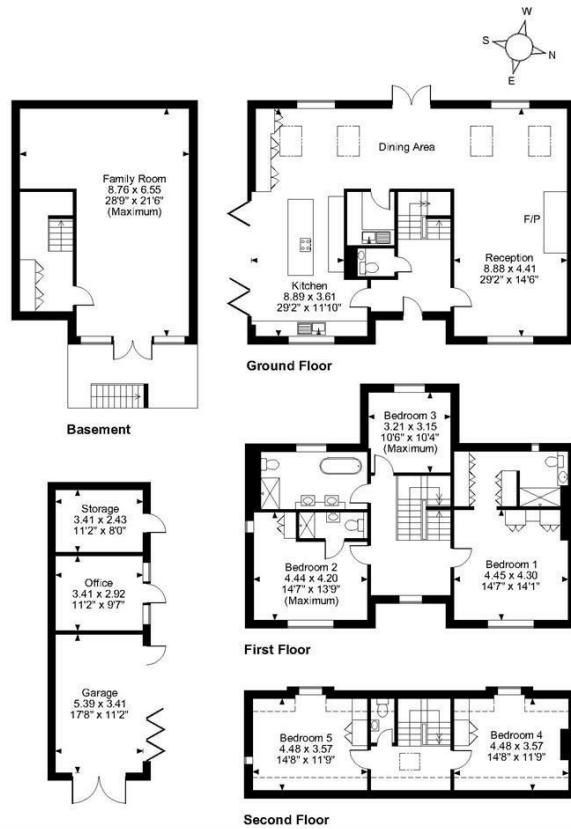 W
S
N
E
Family Room
8.76 x 6.55
28'9" x 21'6"
(Maximum)
Basement
Dining Area
F/P
Kitchen
8.89 x 3.61
29'2" x 11'10"
Reception
8.88 x 4.41
29'2" x 14'6"
Ground Floor
Storage
3.41 x 2.43
11'2" x 8'0"
Office
3.41 x 2.92
11'2" x 9'7"
Garage
5.39 x 3.41
17'8" x 11'2"
Bedroom 3
3.21 x 3.15
10'6" x 10'4"
(Maximum)
Bedroom 2
4.44 x 4.20
14'7" x 13'9"
(Maximum)
Bedroom 1
4.45 x 4.30
14'7" x 14'1"
First Floor
Bedroom 5
4.48 x 3.57
14'8" x 11'9"
Bedroom 4
4.48 x 3.57
14'8" x 11'9"
Second Floor